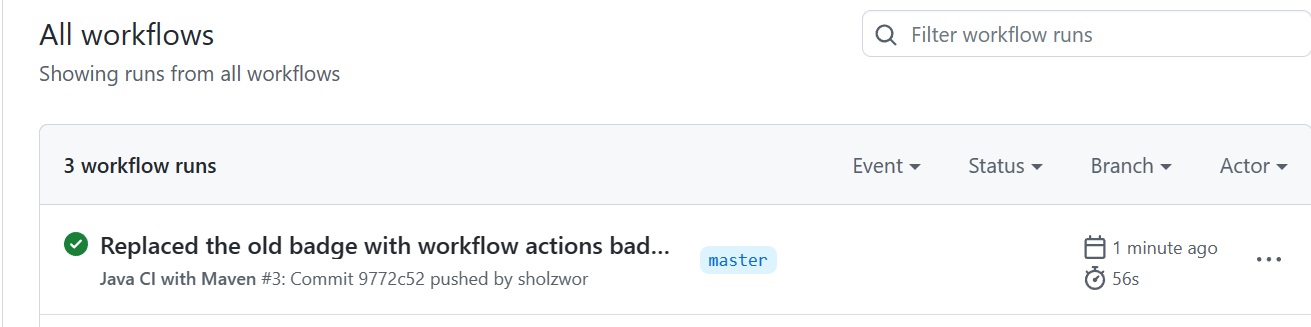 All workflows
Filter workflow runs
Showing runs from all workflows
3 workflow runs
Event
Status
Branch
Actor
Replaced the old badge with workflow actions bad...
master
1 minute ago
Java CI with Maven #3: Commit 9772c52 pushed by sholzwor
56s